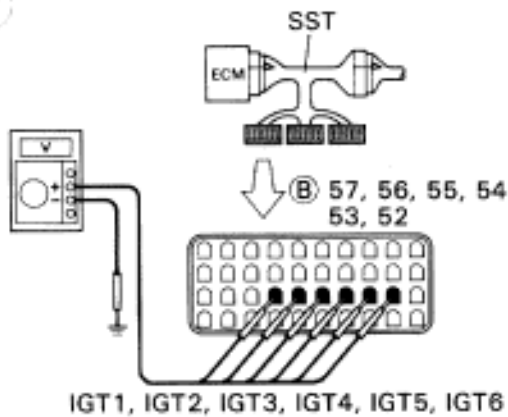 SST
ECM
V
+
−
B 57, 56, 55, 54
53, 52
IGT1, IGT2, IGT3, IGT4, IGT5, IGT6